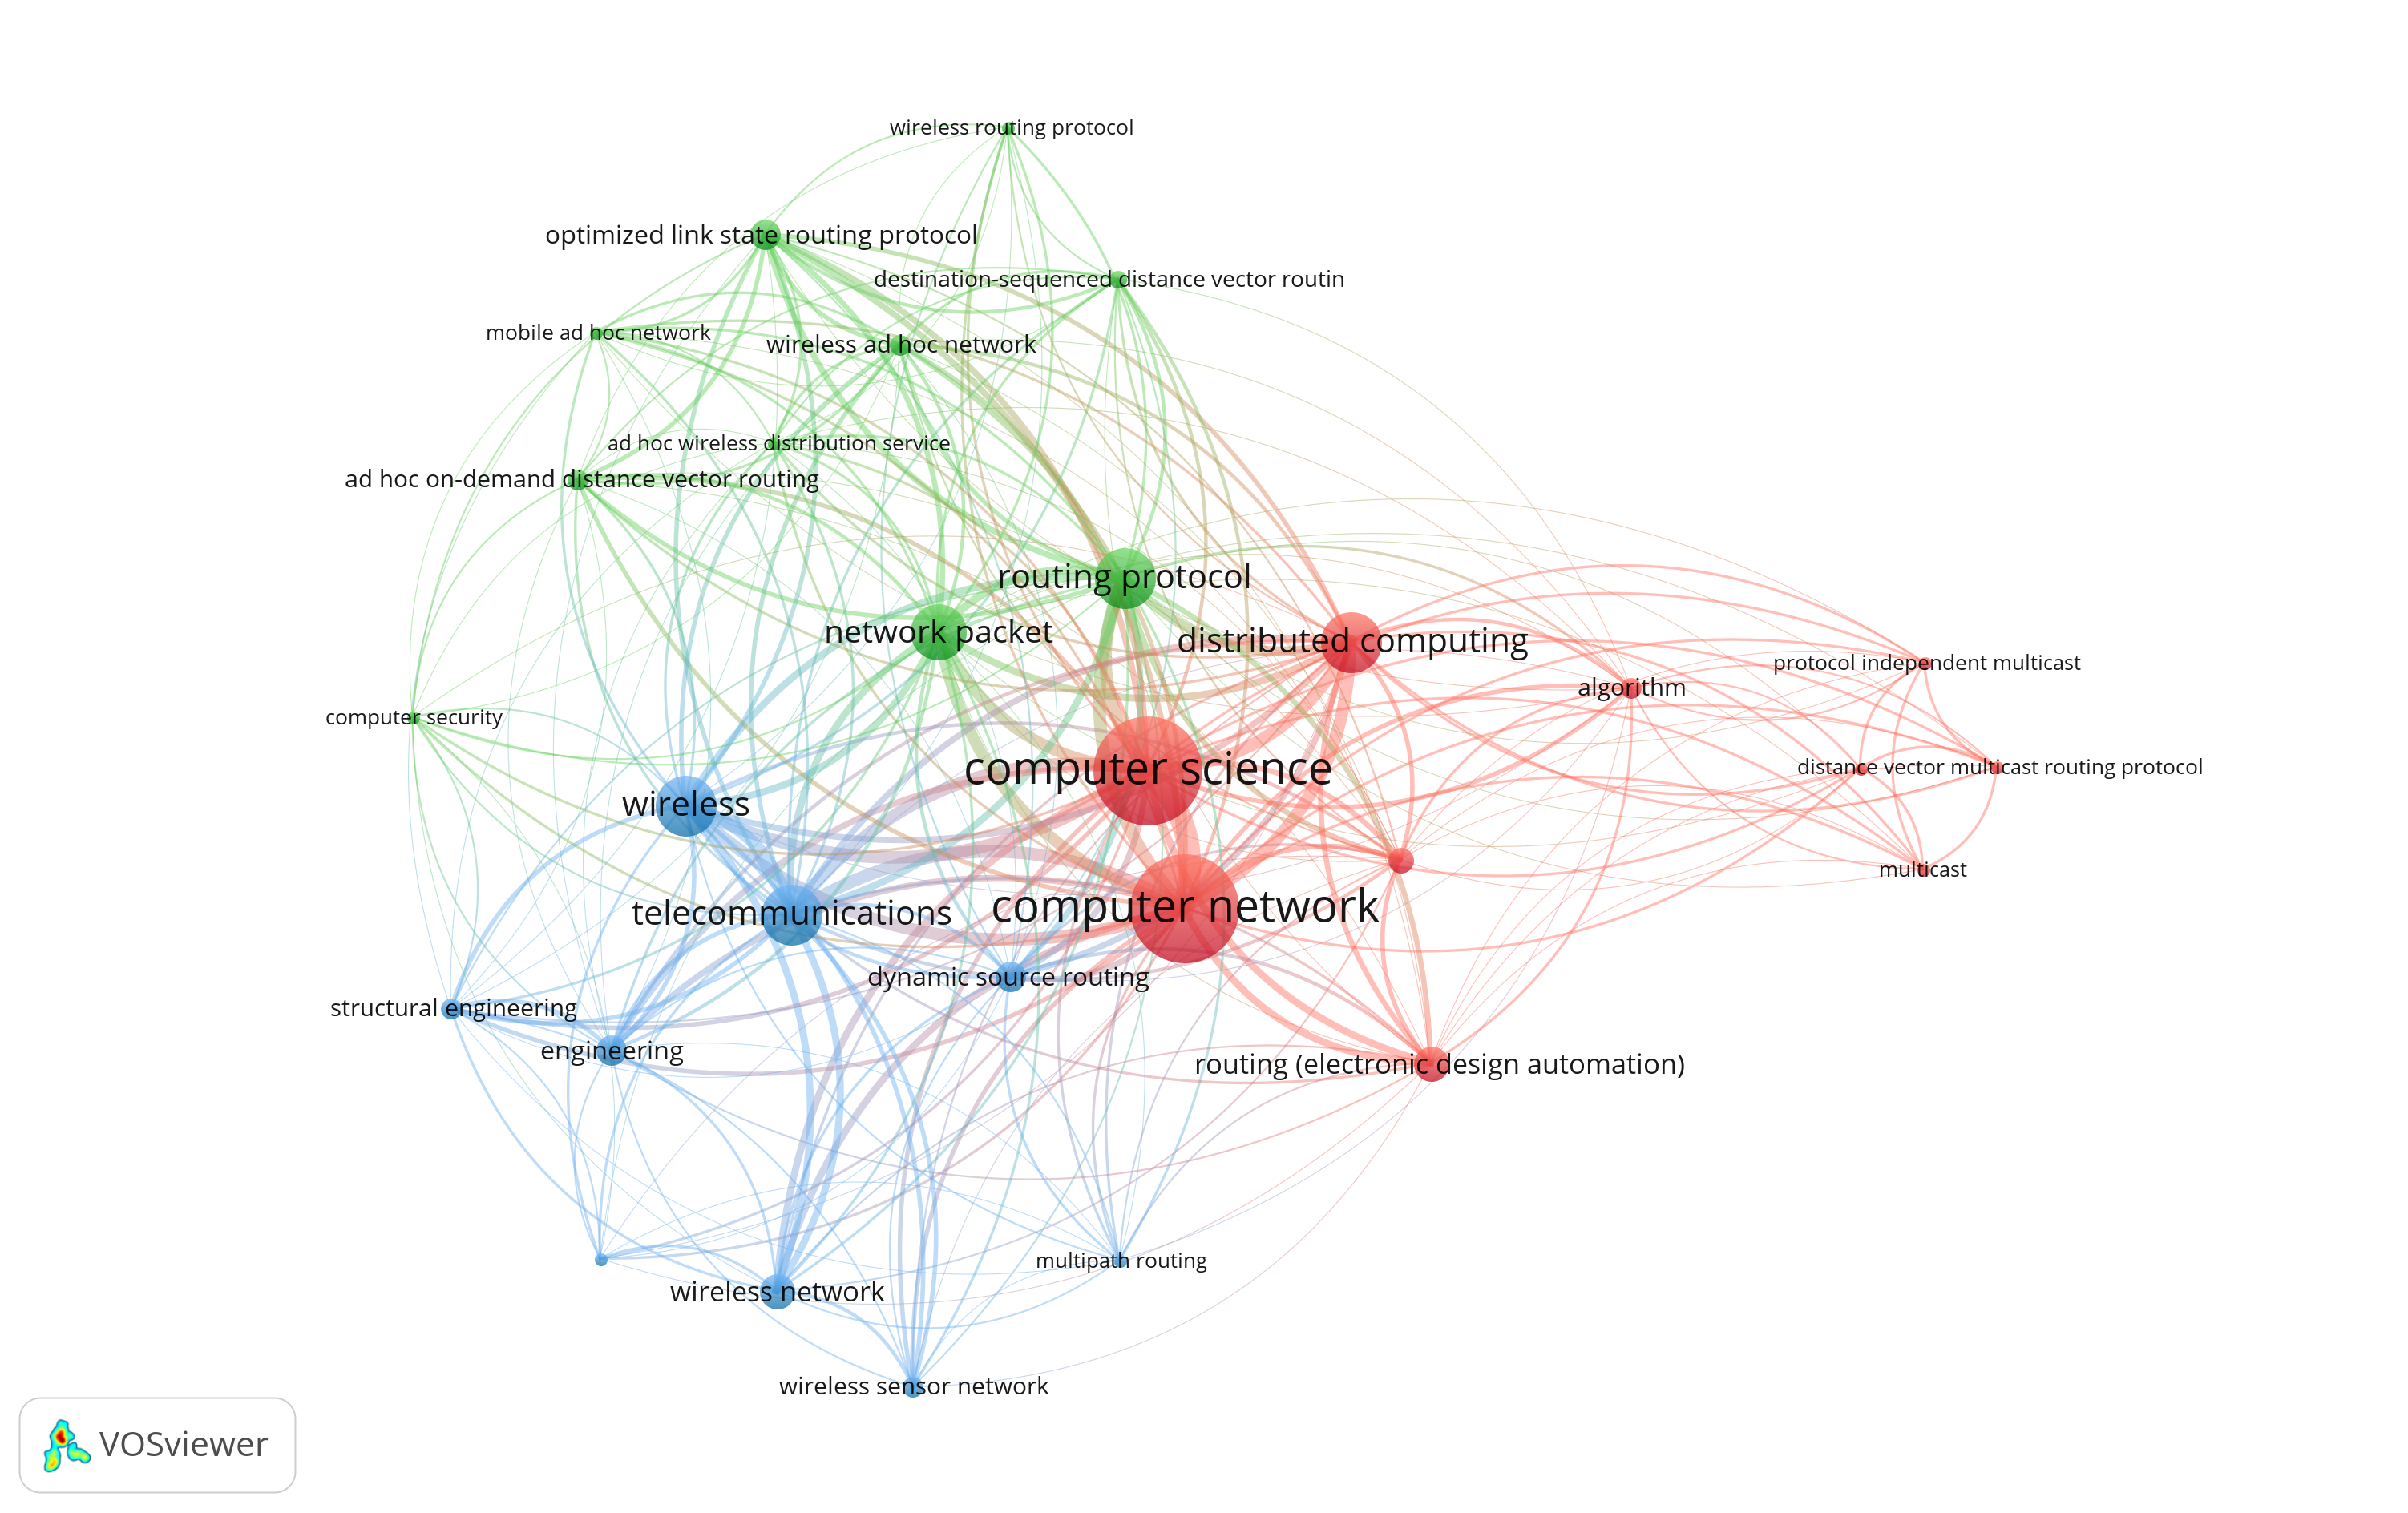 wireless routing protocol
optimized link state routing protocol
destination-sequenced distance vector routin
mobile ad hoc network
wireless ad hoc network
ad hoc wireless distribution service
ad hoc on-demand distance vector routing
routing protocol
network packet
distributed computing
protocol independent multicast
algorithm
computer security
computer science
distance vector multicast routing protocol
wireless
multicast
telecommunications
computer network
dynamic source routing
structural engineering
engineering
routing (electronic design automation)
multipath routing
wireless network
wireless sensor network
VOSviewer